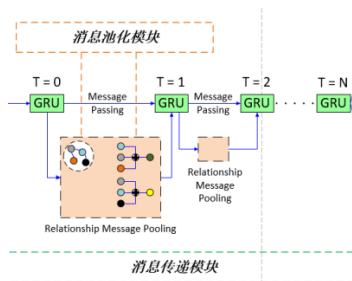 消息池化模块
T = 0
T = 1
T = 2
T = N
GRU
Message
Passing
GRU
Message
Passing
GRU
GRU
Relationship
Message
Pooling
Relationship Message Pooling
消息传递模块